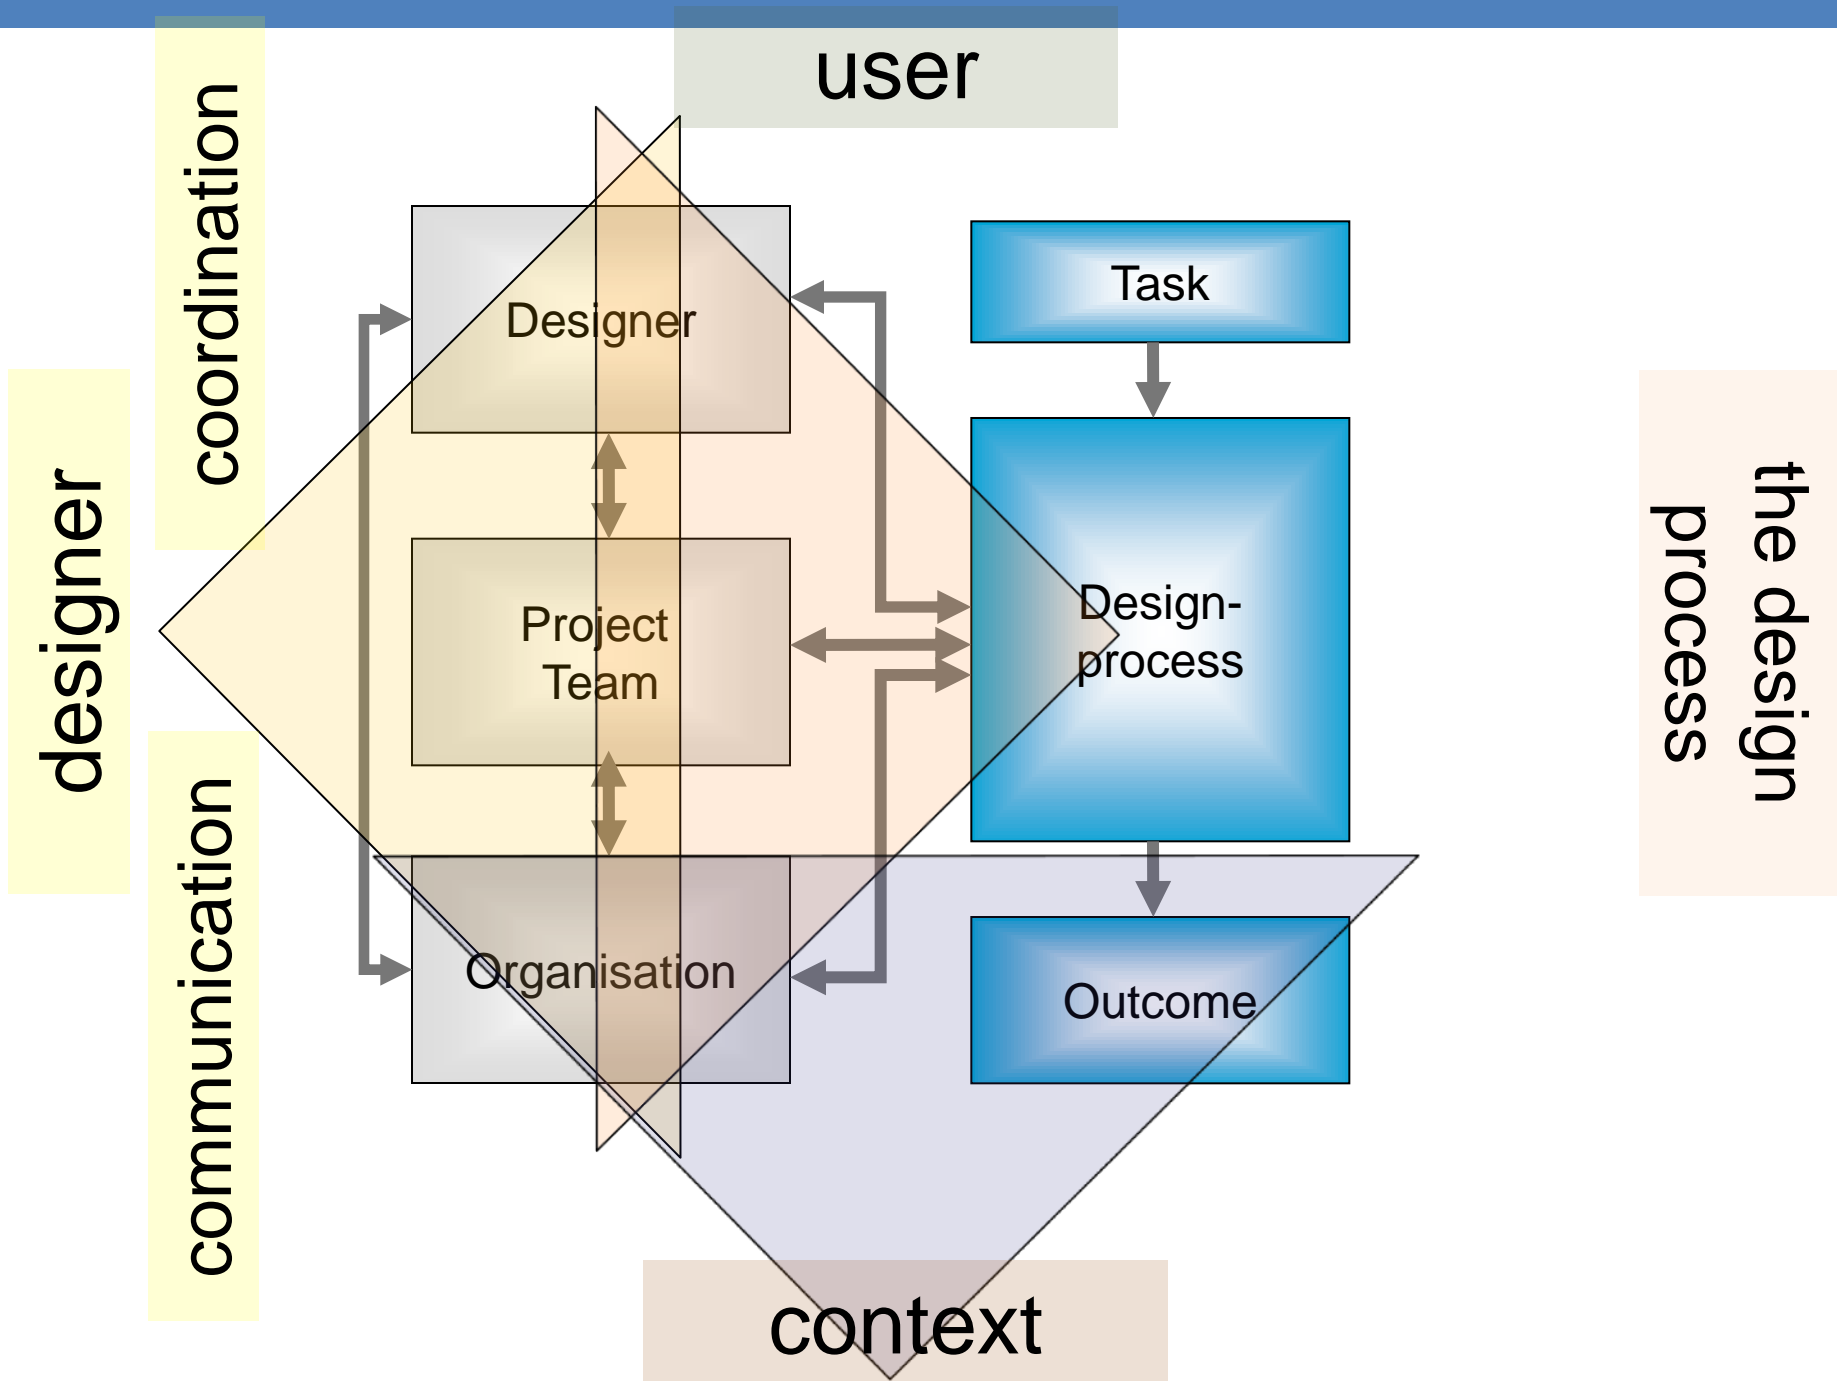 user
coordination
designer
communication
Designer
Project
Team
Organisation
Task
Design-
process
Outcome
the design
process
context